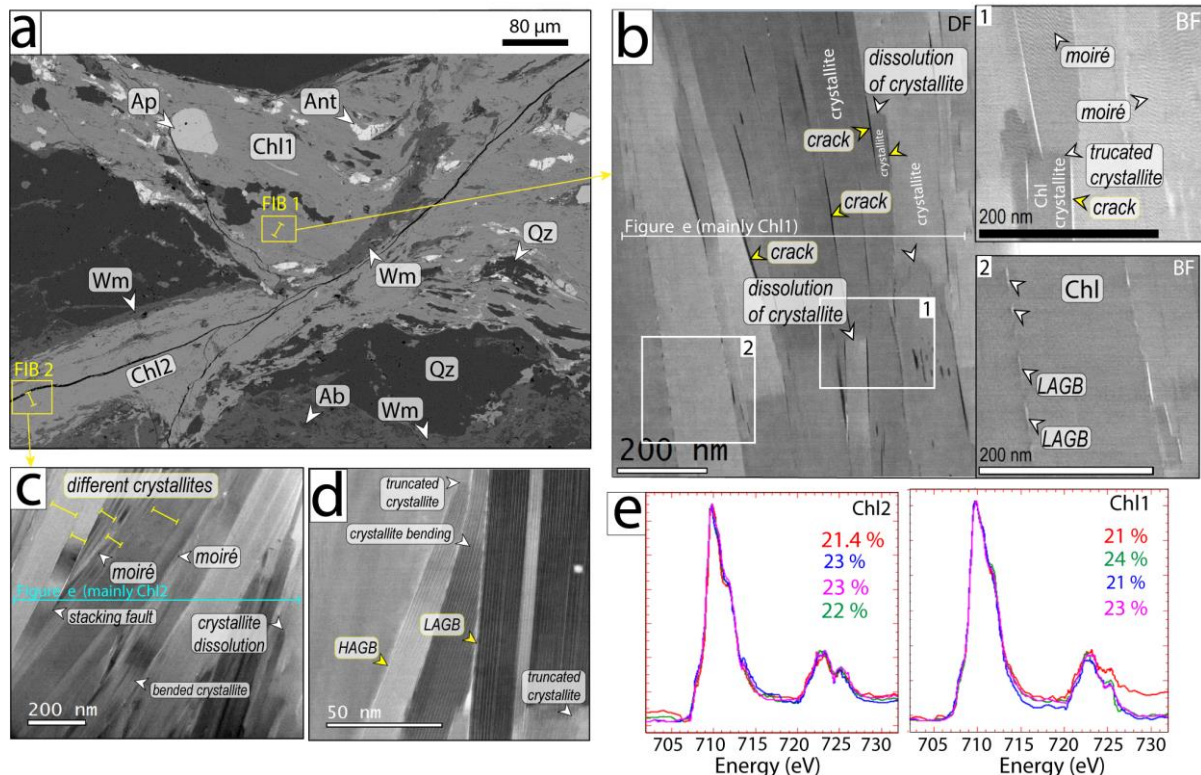 a
80 µm
Ap
Ant
Chl1
FIB 1
Qz
Wm
Wm
FIB 2
Chl2
Qz
Ab
Wm
b
DF
dissolution
of crystallite
crystallite
crack
crystallite
crystallite
crack
Figure e (mainly Chl1)
crack
dissolution
of crystallite
1
2
200 nm
1
BF
moiré
moiré
trucated
crystallite
Chl
crystallite
crack
200 nm
2
BF
Chl
LAGB
LAGB
200 nm
c
different crystallites
moiré
moiré
Figure e (mainly Chl2
stacking fault
crystallite
dissolution
bended crystallite
200 nm
d
truncated
crystallite
crystallite bending
LAGB
HAGB
truncated
crystallite
50 nm
e
Chl2
21.4 %
23 %
23 %
22 %
705 710 715 720 725 730
Energy (eV)
Chl1
21 %
24 %
21 %
23 %
705 710 715 720 725 730
Energy (eV)